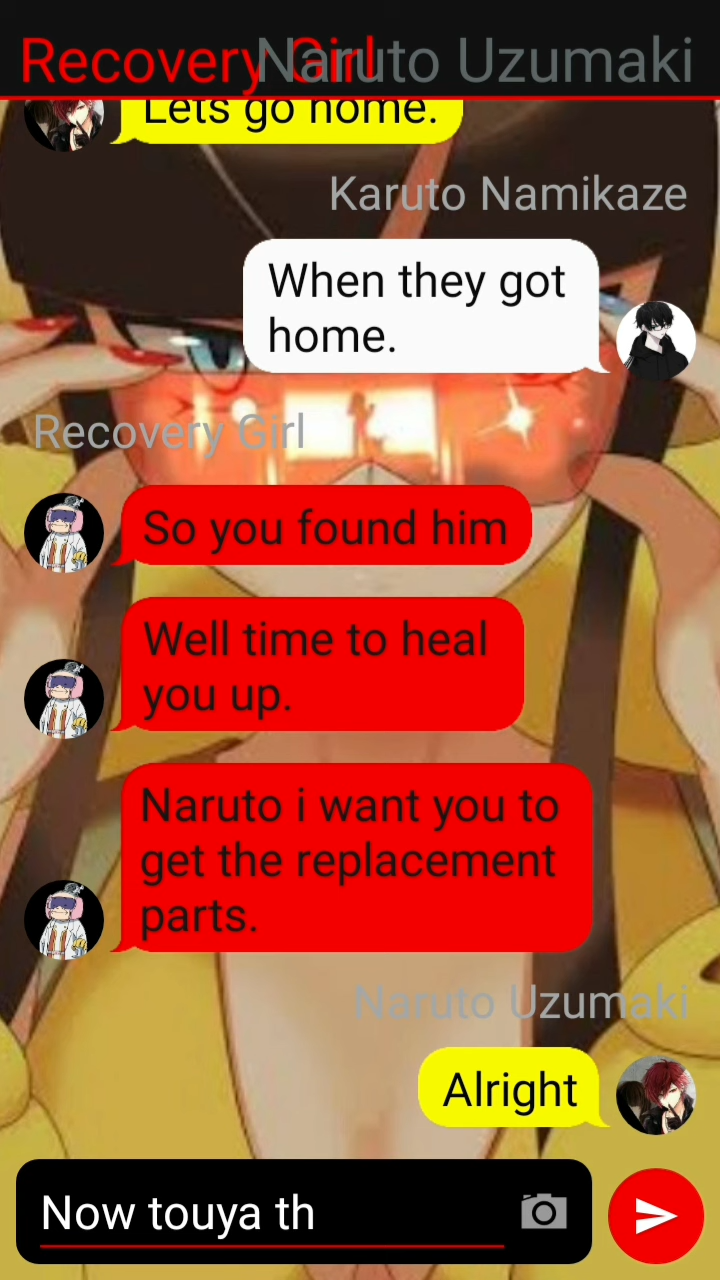 Recovery Girl Naruto Uzumaki
Lets go home.
Karuto Namikaze
When they got
home.
Recovery Girl
So you found him
Well time to heal
you up.
Naruto i want you to
get the replacement
parts.
Naruto Uzumaki
Alright
Now touya th